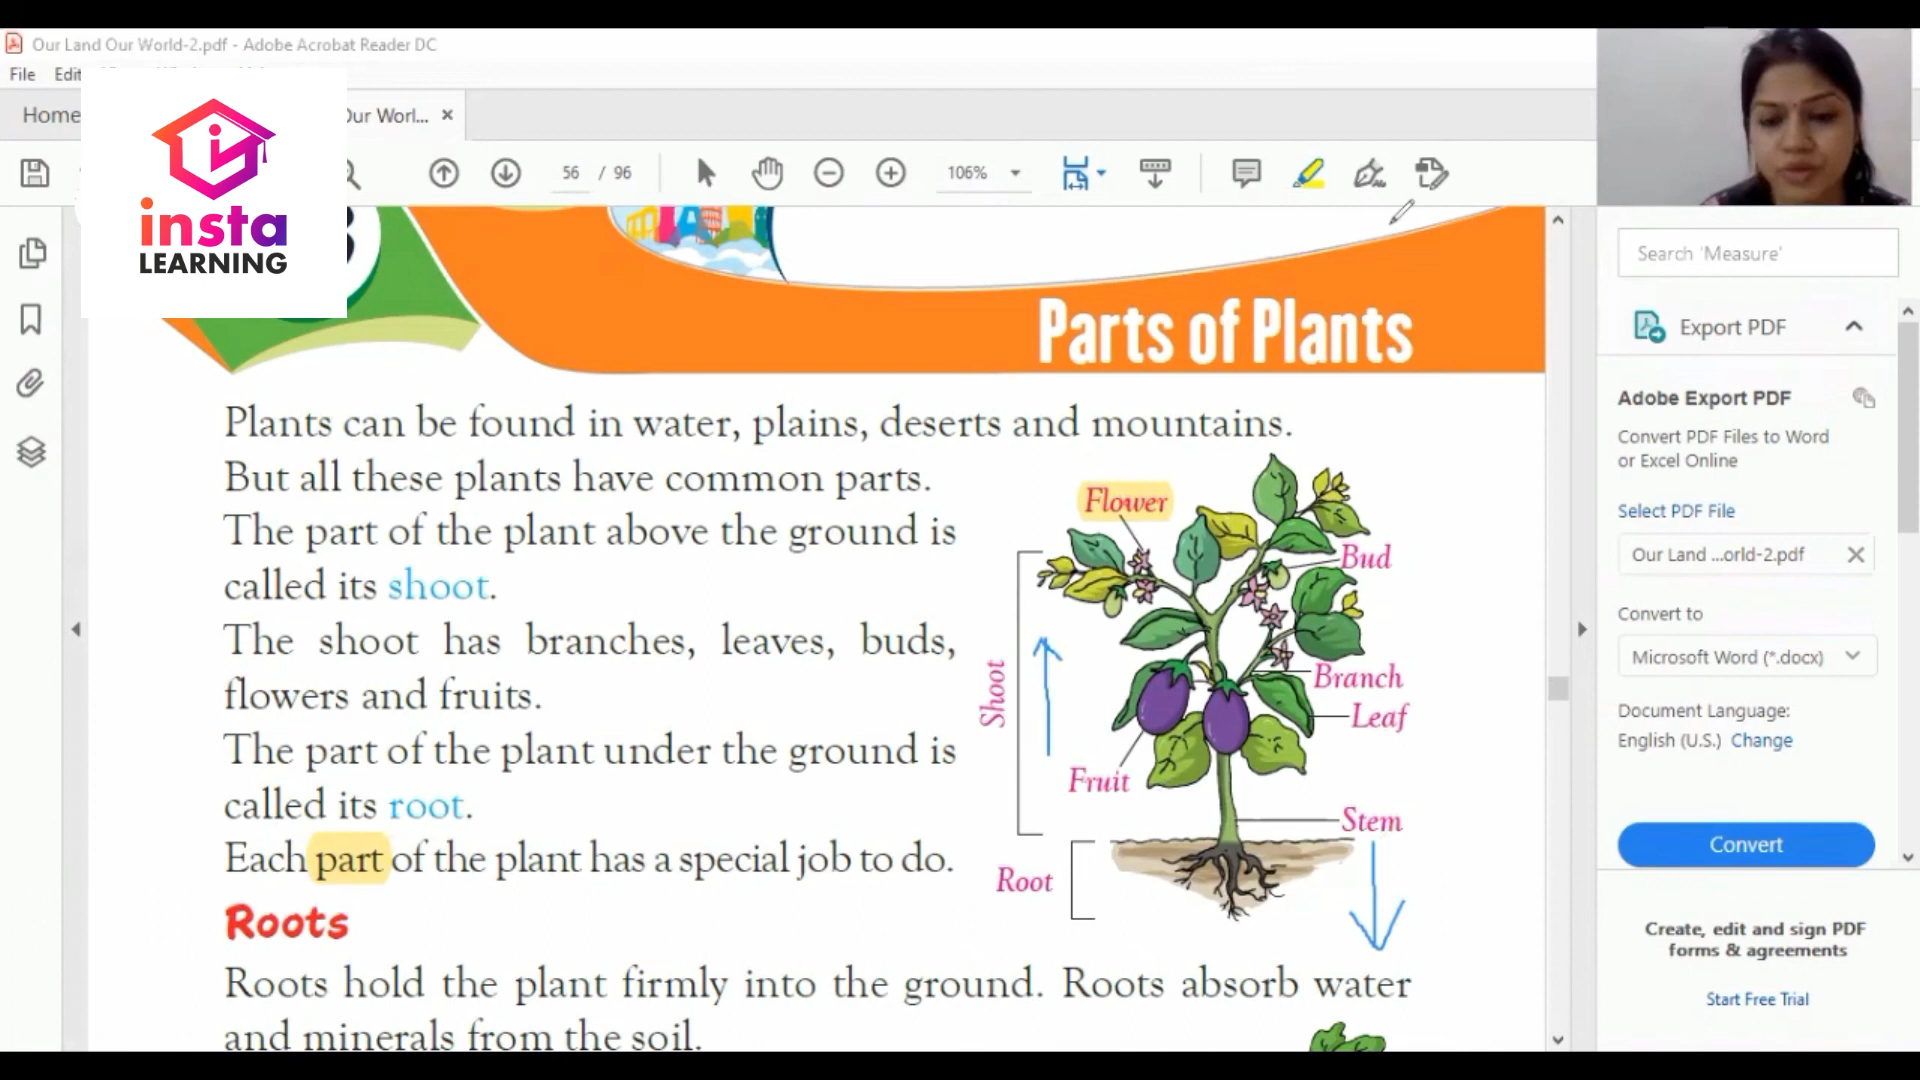 Our Land Our World-2.pdf - Adobe Acrobat Reader DC
File Edit
Home
Our Worl...
insta
LEARNING
56 / 96
106%
Search 'Measure'
Parts of Plants
Export PDF
Adobe Export PDF
Convert PDF Files to Word
or Excel Online
Select PDF File
Our Land ...orld-2.pdf
Convert to
Microsoft Word (*.docx)
Document Language:
English (U.S.) Change
Convert
Create, edit and sign PDF
forms & agreements
Start Free Trial
Plants can be found in water, plains, deserts and mountains.
But all these plants have common parts.
The part of the plant above the ground is
called its shoot.
The shoot has branches, leaves, buds,
flowers and fruits.
The part of the plant under the ground is
called its root.
Each part of the plant has a special job to do.
Flower
Bud
Shoot
Branch
Leaf
Fruit
Stem
Root
Roots
Roots hold the plant firmly into the ground. Roots absorb water
and minerals from the soil.